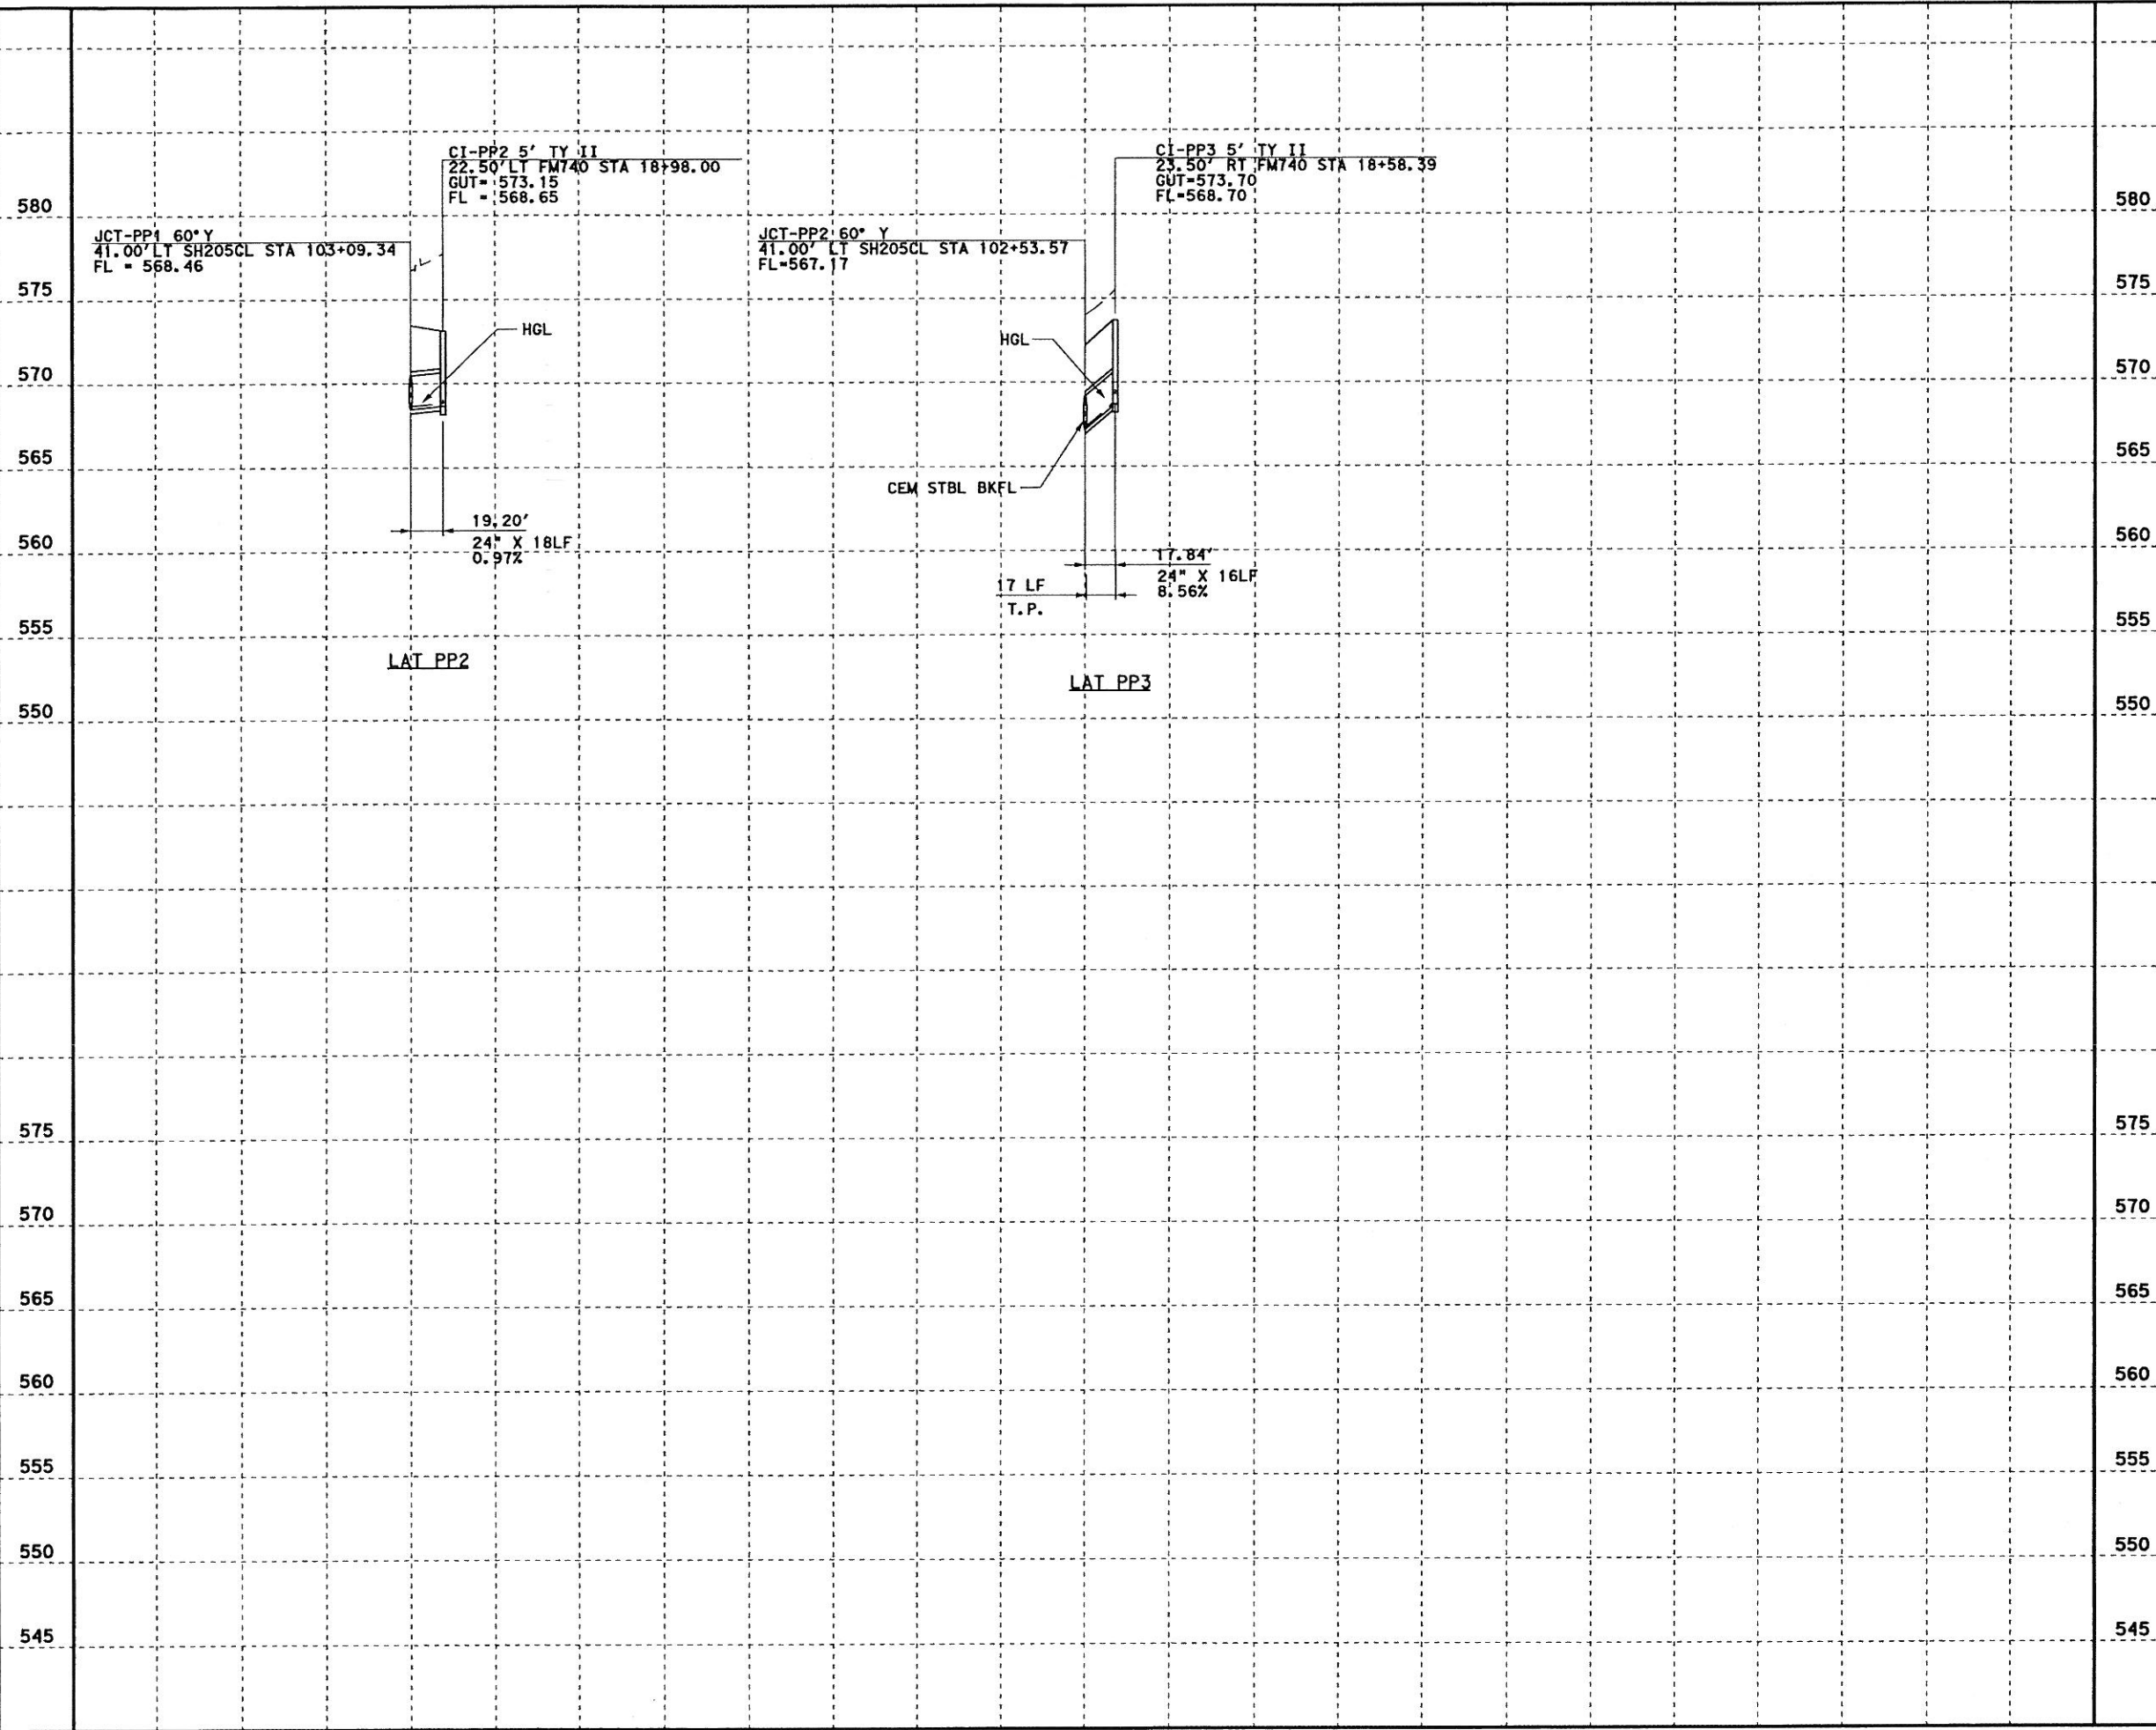 CI-PP2 5' TY II
22.50' LT FM740 STA 18+98.00
GUT= 573.15
FL = 568.65
CI-PP3 5' TY II
23.50' RT FM740 STA 18+58.39
GUT=573.70
FL=568.70
580
580
JCT-PP1 60° Y
41.00' LT SH205CL STA 103+09.34
FL = 568.46
JCT-PP2 60° Y
41.00' LT SH205CL STA 102+53.57
FL=567.17
575
575
HGL
HGL
570
570
565
565
CEM STBL BKFL
19.20'
24" X 18LF
0.97%
560
560
17.84'
24" X 16LF
8.56%
17 LF
T.P.
555
555
LAT PP2
LAT PP3
550
550
575
575
570
570
565
565
560
560
555
555
550
550
545
545